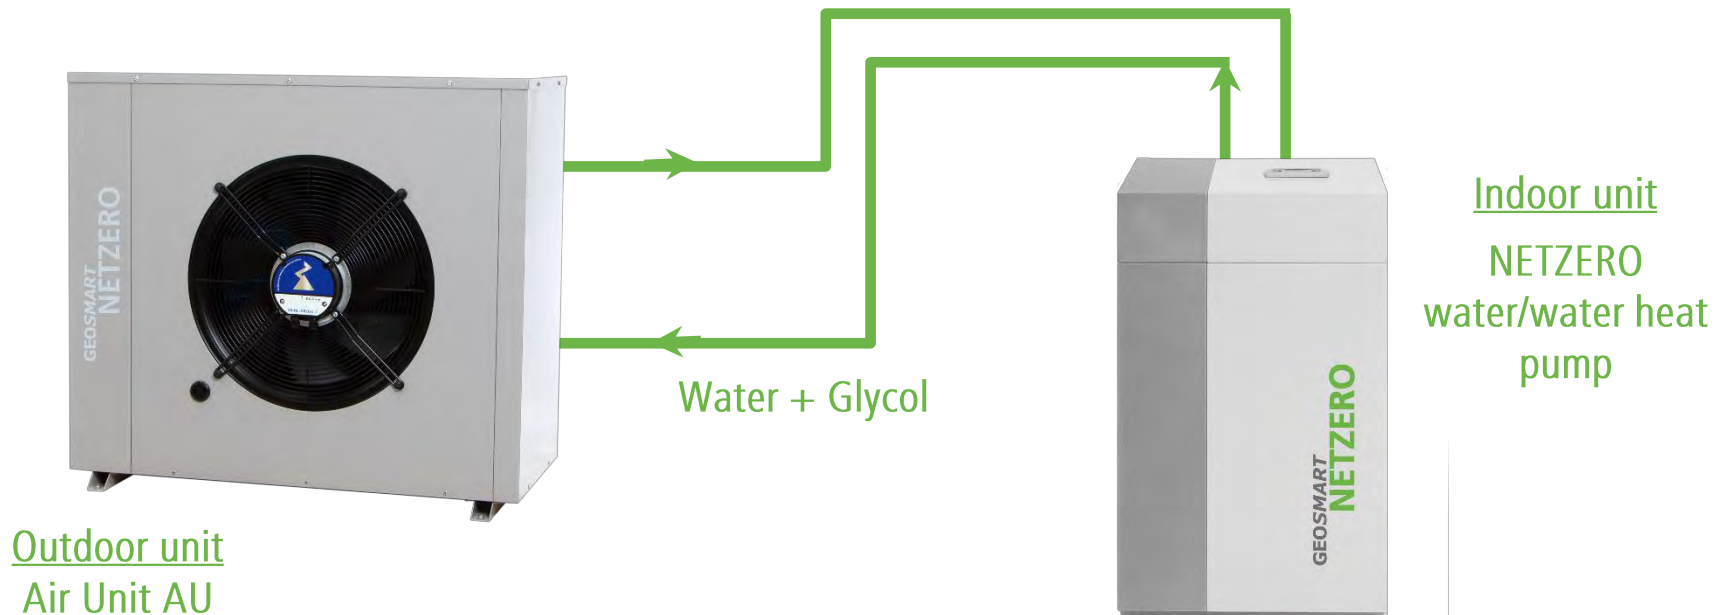 GEOSMART
NETZERO
Water + Glycol
Indoor unit
NETZERO
water/water heat
pump
GEOSMART
NETZERO
Outdoor unit
Air Unit AU